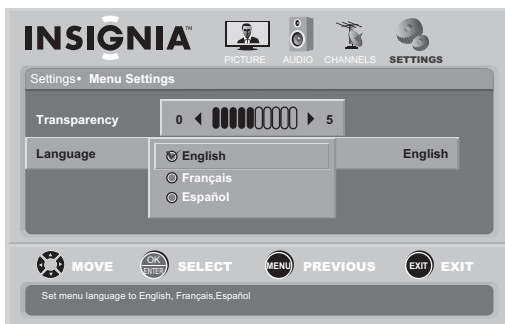 INSIGNIA™
PICTURE AUDIO CHANNELS SETTINGS
Settings• Menu Settings
Transparency 0 5
Language English
English
Français
Español
MOVE OK ENTER SELECT MENU PREVIOUS EXIT EXIT
Set menu language to English, Français,Español